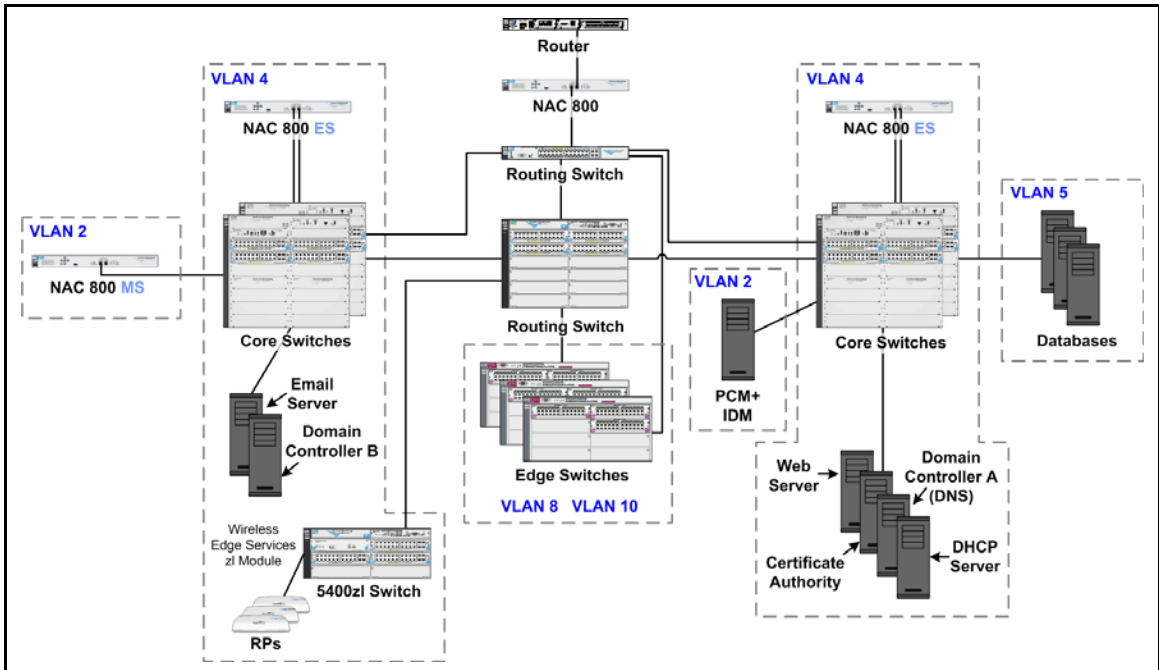 Router
NAC 800
Routing Switch
Routing Switch
VLAN 4
NAC 800 ES
Core Switches
VLAN 2
NAC 800 MS
Email
Server
Domain
Controller B
Wireless
Edge Services
zl Module
5400zl Switch
RPs
Edge Switches
VLAN 8 VLAN 10
VLAN 4
NAC 800 ES
Core Switches
VLAN 5
Databases
VLAN 2
PCM+
IDM
Web
Server
Domain
Controller A
(DNS)
Certificate
Authority
DHCP
Server